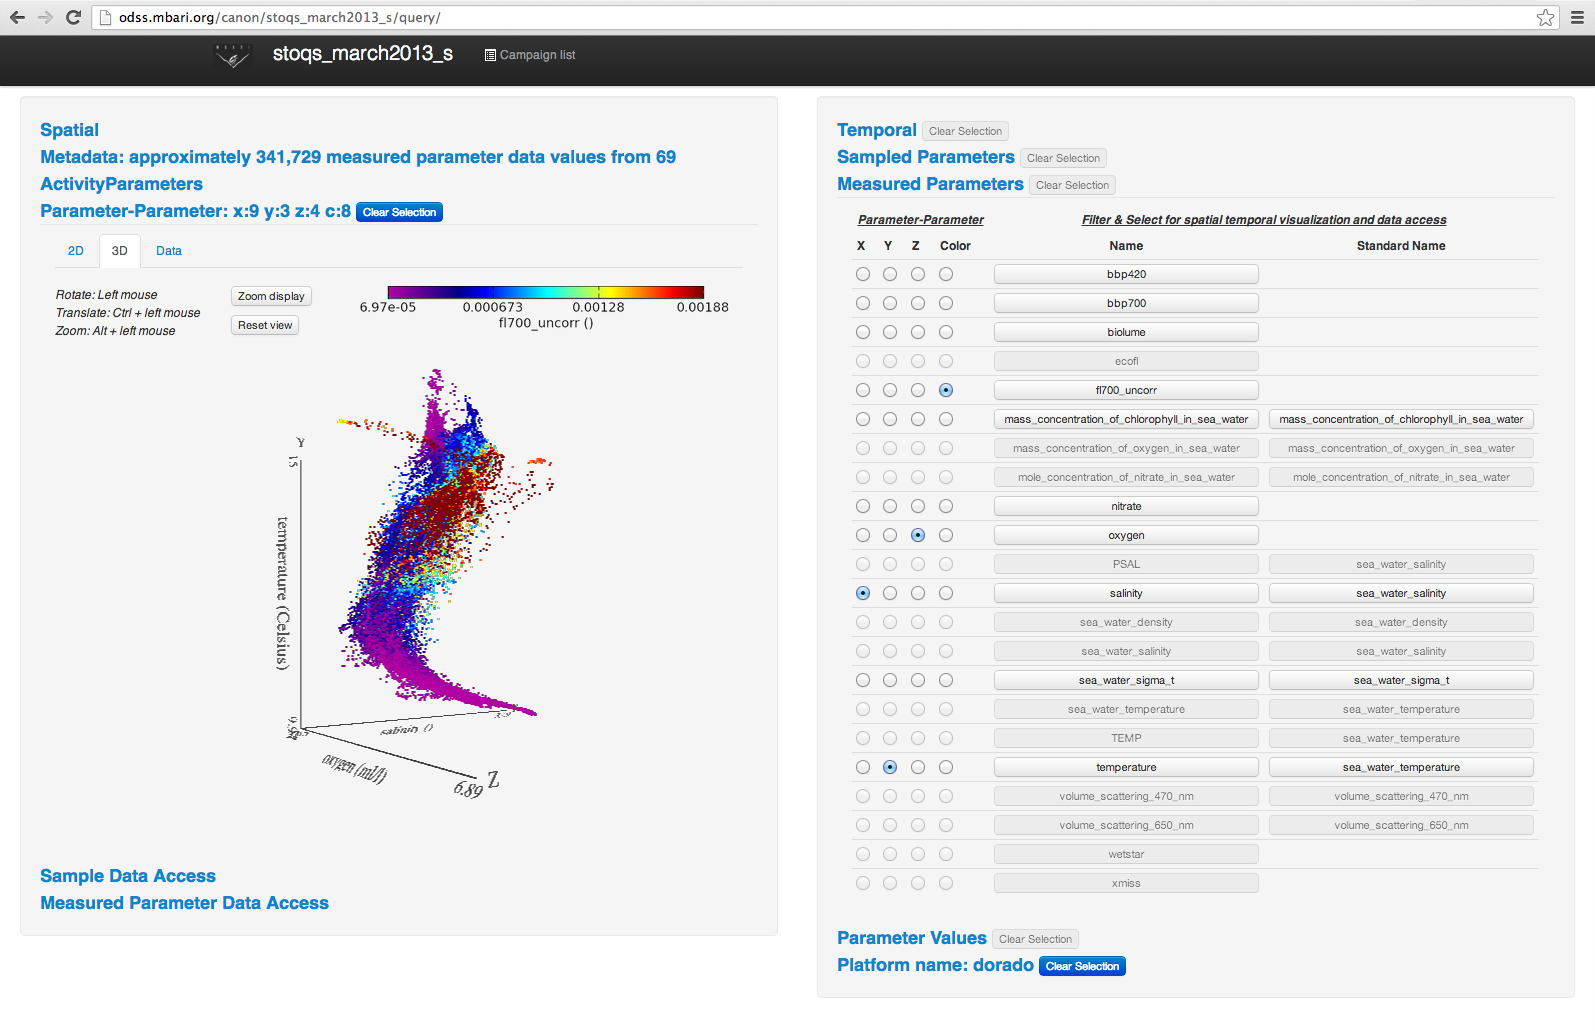 odss.mbari.org/canon/stoqs_march2013_s/query/
stoqs_march2013_s
Campaign list
Spatial
Metadata: approximately 341,729 measured parameter data values from 69
ActivityParameters
Parameter-Parameter: x:9 y:3 z:4 c:8 Clear Selection
2D 3D Data
Rotate: Left mouse
Translate: Ctrl + left mouse
Zoom: Alt + left mouse
Zoom display
Reset view
6.97e-05 0.000673 0.00128 0.00188
fl700_uncorr ()
Y
15
temperature (Celsius)
salinity ()
oxygen (ml/l)
6.89 Z
Sample Data Access
Measured Parameter Data Access
Temporal Clear Selection
Sampled Parameters Clear Selection
Measured Parameters Clear Selection
Parameter-Parameter Filter & Select for spatial temporal visualization and data access
X Y Z Color Name Standard Name
bbp420
bbp700
biolume
ecofl
fl700_uncorr
mass_concentration_of_chlorophyll_in_sea_water mass_concentration_of_chlorophyll_in_sea_water
mass_concentration_of_oxygen_in_sea_water mass_concentration_of_oxygen_in_sea_water
mole_concentration_of_nitrate_in_sea_water mole_concentration_of_nitrate_in_sea_water
nitrate
oxygen
PSAL sea_water_salinity
salinity sea_water_salinity
sea_water_density sea_water_density
sea_water_salinity sea_water_salinity
sea_water_sigma_t sea_water_sigma_t
sea_water_temperature sea_water_temperature
TEMP sea_water_temperature
temperature sea_water_temperature
volume_scattering_470_nm volume_scattering_470_nm
volume_scattering_650_nm volume_scattering_650_nm
wetstar
xmiss
Parameter Values Clear Selection
Platform name: dorado Clear Selection